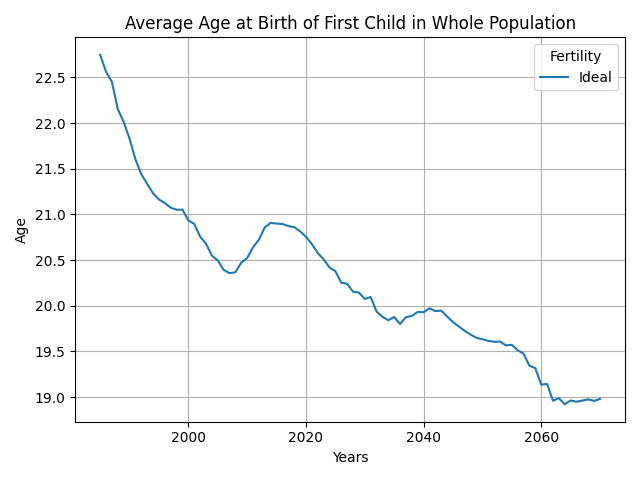 Average Age at Birth of First Child in Whole Population
Fertility
Ideal
22.5
22.0
21.5
21.0
20.5
20.0
19.5
19.0
Age
2000
2020
2040
2060
Years